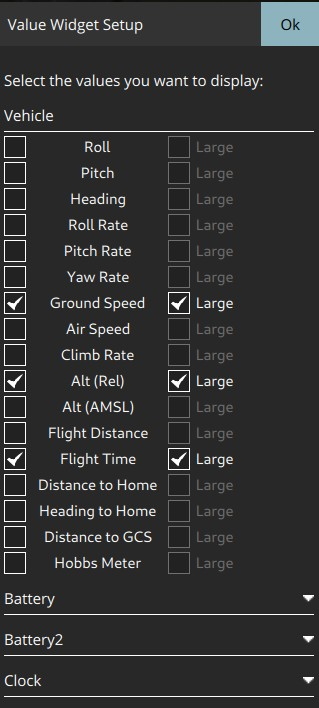 Value Widget Setup Ok
Select the values you want to display:
Vehicle
Roll Large
Pitch Large
Heading Large
Roll Rate Large
Pitch Rate Large
Yaw Rate Large
Ground Speed Large
Air Speed Large
Climb Rate Large
Alt (Rel) Large
Alt (AMSL) Large
Flight Distance Large
Flight Time Large
Distance to Home Large
Heading to Home Large
Distance to GCS Large
Hobbs Meter Large
Battery
Battery2
Clock